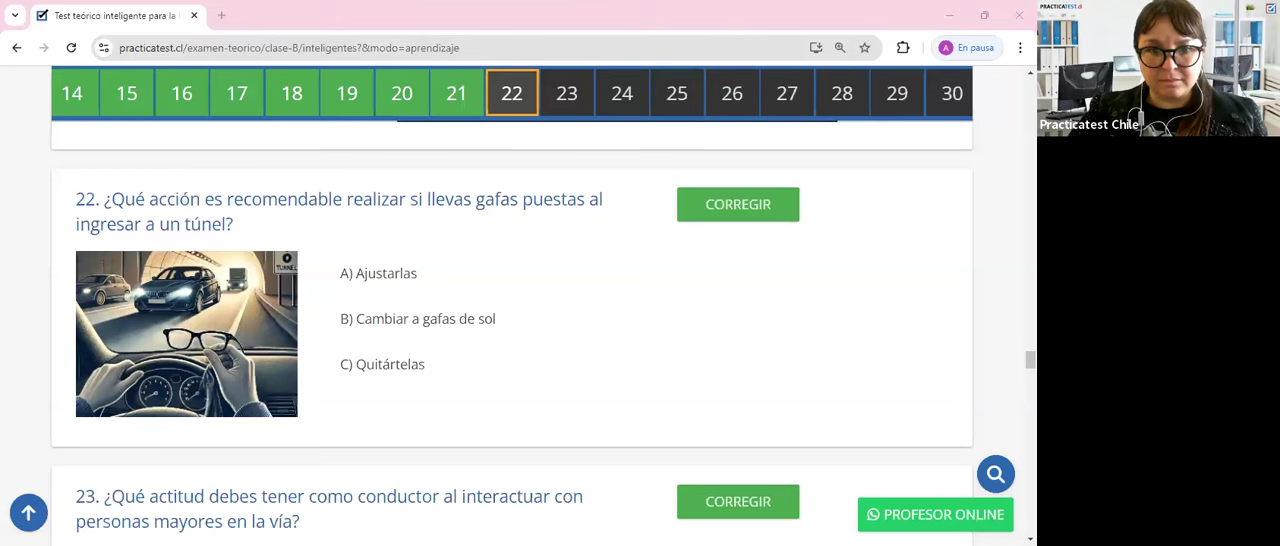 Test teórico inteligente para la
practicatest.cl/examen-teorico/clase-B/inteligentes?&modo=aprendizaje
A
En pausa
PRACTICATEST.cl
Practicatest Chile
14 15 16 17 18 19 20 21 22 23 24 25 26 27 28 29 30
22. ¿Qué acción es recomendable realizar si llevas gafas puestas al
ingresar a un túnel?
CORREGIR
TUNNEL
A) Ajustarlas
B) Cambiar a gafas de sol
C) Quitártelas
23. ¿Qué actitud debes tener como conductor al interactuar con
personas mayores en la vía?
CORREGIR
PROFESOR ONLINE